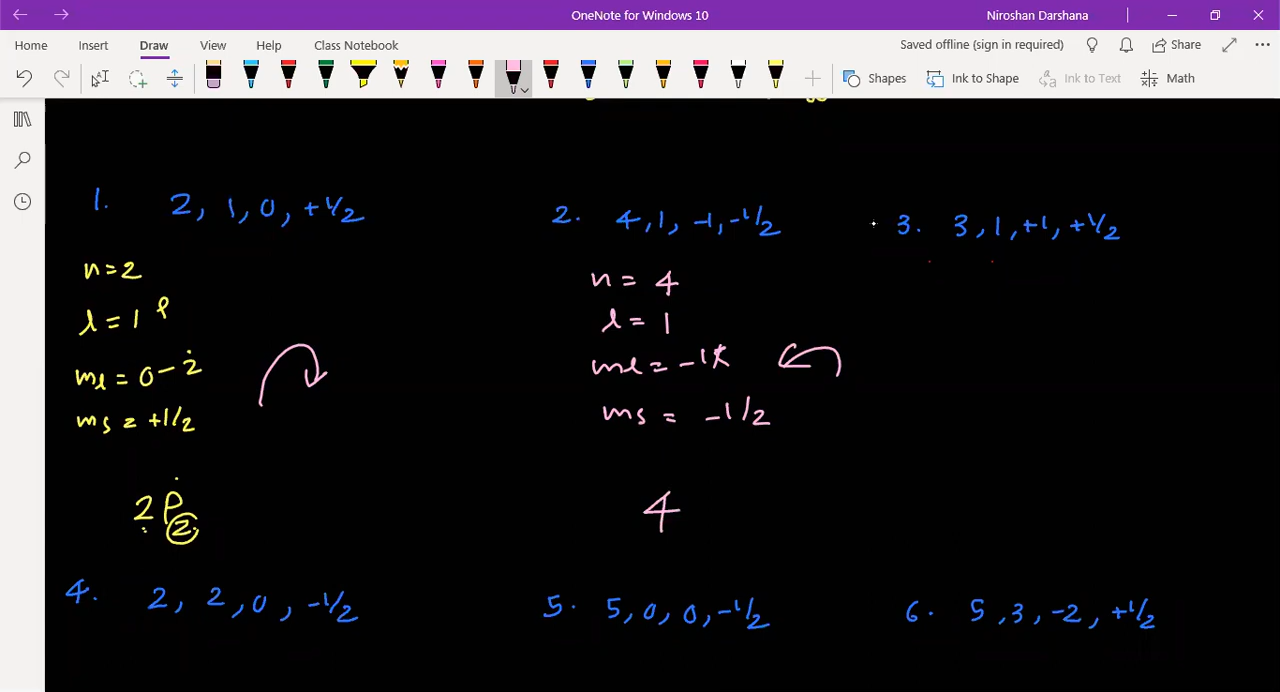 OneNote for Windows 10
Niroshan Darshana
Home Insert Draw View Help Class Notebook
Saved offline (sign in required)
Share
Shapes
Ink to Shape
Ink to Text
Math
1. 2, 1, 0, +1/2
2. 4, 1, -1, -1/2
3. 3, 1, +1, +1/2
n = 2
l = 1 P
ml = 0 - z
ms = +1/2
2Pz
n = 4
l = 1
ml = -1
ms = -1/2
4
4. 2, 2, 0, -1/2
5. 5, 0, 0, -1/2
6. 5, 3, -2, +1/2